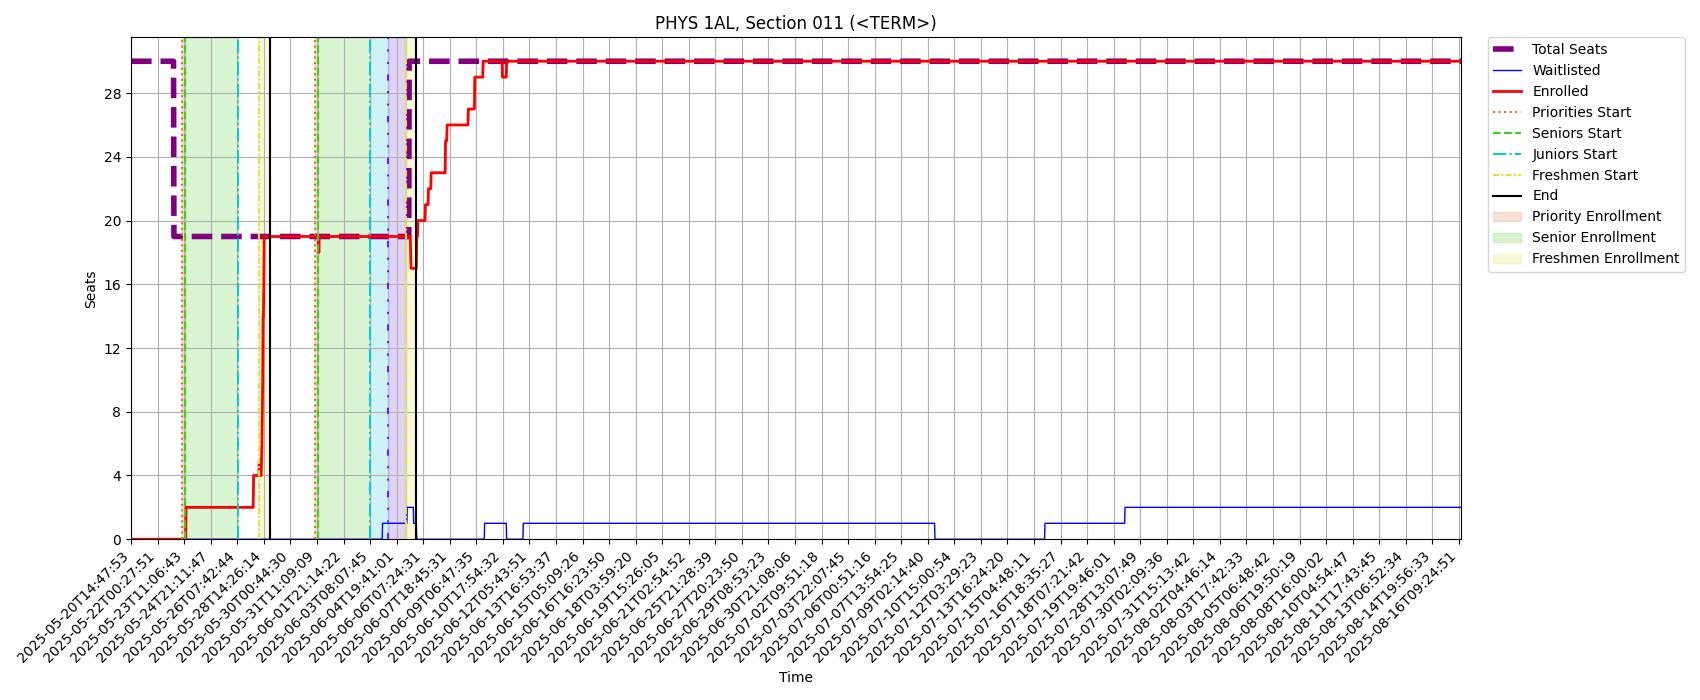 PHYS 1AL, Section 011 (<TERM>)
Total Seats
Waitlisted
Enrolled
Priorities Start
Seniors Start
Juniors Start
Freshmen Start
End
Priority Enrollment
Senior Enrollment
Freshmen Enrollment
Seats
28
24
20
16
12
8
4
0
2025-05-20T14:47:53
2025-05-22T00:27:51
2025-05-23T11:06:43
2025-05-24T21:11:47
2025-05-26T07:42:44
2025-05-28T14:26:14
2025-05-30T00:44:30
2025-05-31T11:09:09
2025-06-01T21:14:22
2025-06-03T08:07:45
2025-06-04T19:41:01
2025-06-06T07:24:31
2025-06-07T18:45:31
2025-06-09T06:47:35
2025-06-10T17:54:32
2025-06-12T05:43:51
2025-06-13T16:53:37
2025-06-15T05:09:26
2025-06-16T16:23:50
2025-06-18T03:59:20
2025-06-19T15:26:05
2025-06-21T02:54:52
2025-06-25T21:28:39
2025-06-27T20:23:50
2025-06-29T08:53:23
2025-06-30T21:08:06
2025-07-02T09:51:18
2025-07-03T22:07:45
2025-07-06T00:51:16
2025-07-07T13:54:25
2025-07-09T02:14:40
2025-07-10T15:00:54
2025-07-12T03:29:23
2025-07-13T16:24:20
2025-07-15T04:48:11
2025-07-16T18:35:27
2025-07-18T07:21:42
2025-07-19T19:46:01
2025-07-28T13:07:49
2025-07-30T02:09:36
2025-07-31T15:13:42
2025-08-02T04:46:14
2025-08-03T17:42:33
2025-08-05T06:48:42
2025-08-06T19:50:19
2025-08-08T16:00:02
2025-08-10T04:54:47
2025-08-11T17:43:45
2025-08-13T06:52:34
2025-08-14T19:56:33
2025-08-16T09:24:51
Time